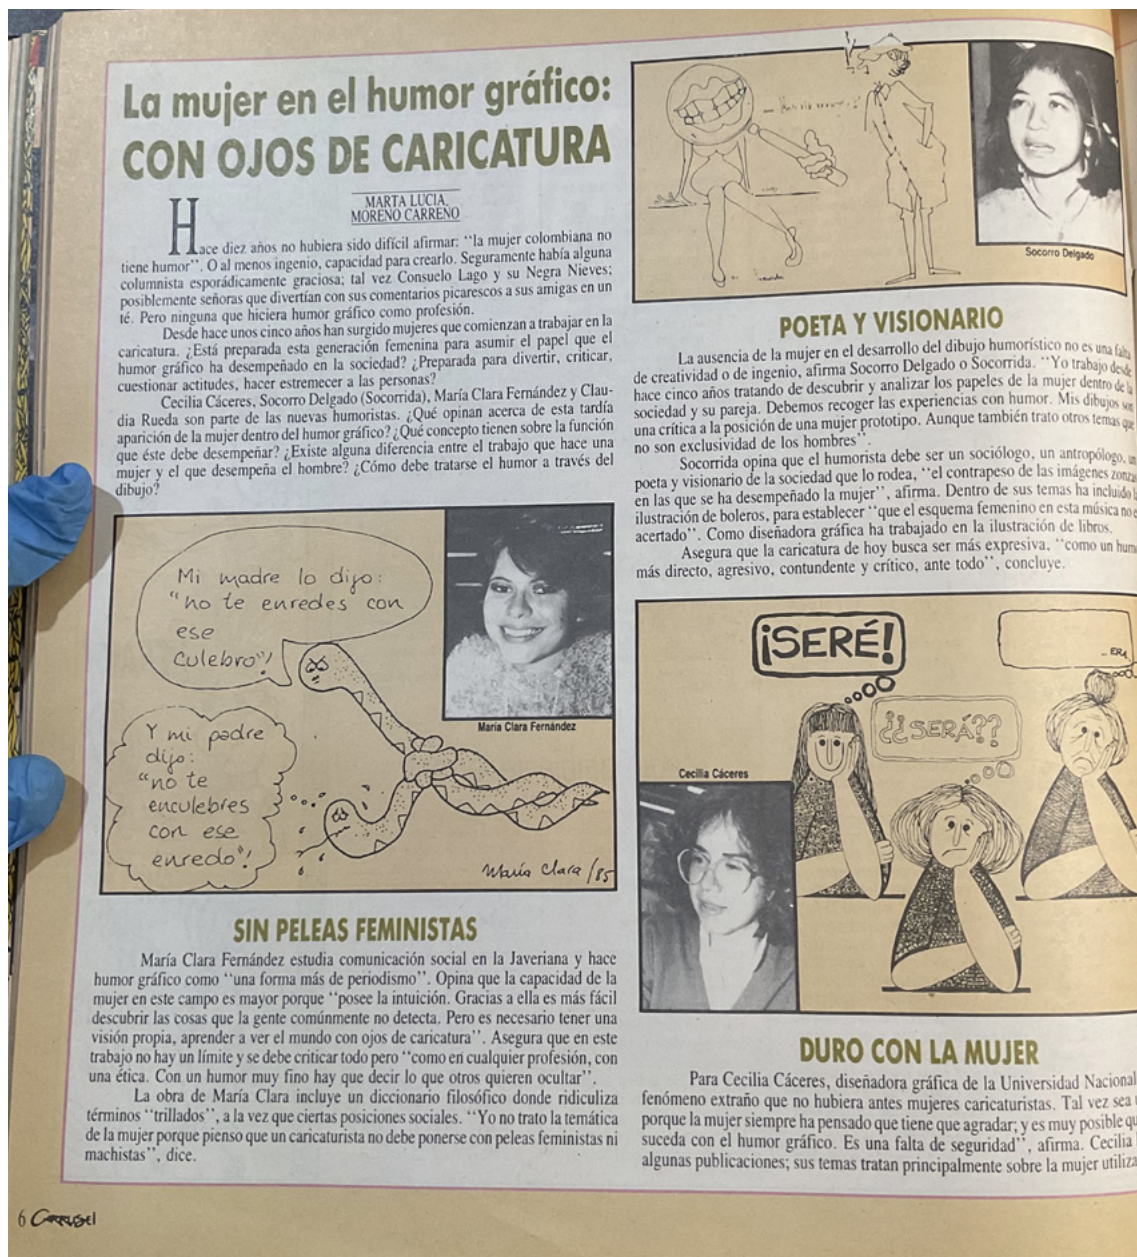 La mujer en el humor gráfico:
CON OJOS DE CARICATURA
MARTA LUCIA
MORENO CARREÑO
Hace diez años no hubiera sido difícil afirmar: “la mujer colombiana no
tiene humor”. O al menos ingenio, capacidad para crearlo. Seguramente había alguna
columnista esporádicamente graciosa; tal vez Consuelo Lago y su Negra Nieves;
posiblemente señoras que divertían con sus comentarios picarescos a sus amigas en un
té. Pero ninguna que hiciera humor gráfico como profesión.
Desde hace unos cinco años han surgido mujeres que comienzan a trabajar en la
caricatura. ¿Está preparada esta generación femenina para asumir el papel que el
humor gráfico ha desempeñado en la sociedad? ¿Preparada para divertir, criticar,
cuestionar actitudes, hacer estremecer a las personas?
Cecilia Cáceres, Socorro Delgado (Socorrida), María Clara Fernández y Clau-
dia Rueda son parte de las nuevas humoristas. ¿Qué opinan acerca de esta tardía
aparición de la mujer dentro del humor gráfico? ¿Qué concepto tienen sobre la función
que éste debe desempeñar? ¿Existe alguna diferencia entre el trabajo que hace una
mujer y el que desempeña el hombre? ¿Cómo debe tratarse el humor a través del
dibujo?
Mi madre lo dijo:
“no te enredes con
ese
culebro”!
María Clara Fernández
Y mi padre
dijo:
“no te
enculebres
con ese
enredo”!
María Clara /85
SIN PELEAS FEMINISTAS
María Clara Fernández estudia comunicación social en la Javeriana y hace
humor gráfico como “una forma más de periodismo”. Opina que la capacidad de la
mujer en este campo es mayor porque “posee la intuición. Gracias a ella es más fácil
descubrir las cosas que la gente comúnmente no detecta. Pero es necesario tener una
visión propia, aprender a ver el mundo con ojos de caricatura”. Asegura que en este
trabajo no hay un límite y se debe criticar todo pero “como en cualquier profesión, con
una ética. Con un humor muy fino hay que decir lo que otros quieren ocultar”.
La obra de María Clara incluye un diccionario filosófico donde ridiculiza
términos “trillados”, a la vez que ciertas posiciones sociales. “Yo no trato la temática
de la mujer porque pienso que un caricaturista no debe ponerse con peleas feministas ni
machistas”, dice.
Socorro Delgado
POETA Y VISIONARIO
La ausencia de la mujer en el desarrollo del dibujo humorístico no es una falta
de creatividad o de ingenio, afirma Socorro Delgado o Socorrida. “Yo trabajo desde
hace cinco años tratando de descubrir y analizar los papeles de la mujer dentro de la
sociedad y su pareja. Debemos recoger las experiencias con humor. Mis dibujos son
una crítica a la posición de una mujer prototipo. Aunque también trato otros temas que
no son exclusividad de los hombres”.
Socorrida opina que el humorista debe ser un sociólogo, un antropólogo, un
poeta y visionario de la sociedad que lo rodea, “el contrapeso de las imágenes zonzas
en las que se ha desempeñado la mujer”, afirma. Dentro de sus temas ha incluido la
ilustración de boleros, para establecer “que el esquema femenino en esta música no
acertado”. Como diseñadora gráfica ha trabajado en la ilustración de libros.
Asegura que la caricatura de hoy busca ser más expresiva, “como un
más directo, agresivo, contundente y crítico, ante todo”, concluye.
¡SERÉ!
... ERA
¿¿SERÁ??
Cecilia Cáceres
DURO CON LA MUJER
Para Cecilia Cáceres, diseñadora gráfica de la Universidad Nacional
fenómeno extraño que no hubiera antes mujeres caricaturistas. Tal vez sea
porque la mujer siempre ha pensado que tiene que agradar; y es muy posible
suceda con el humor gráfico. Es una falta de seguridad”, afirma. Cecilia
algunas publicaciones; sus temas tratan principalmente sobre la mujer
6 Carrusel